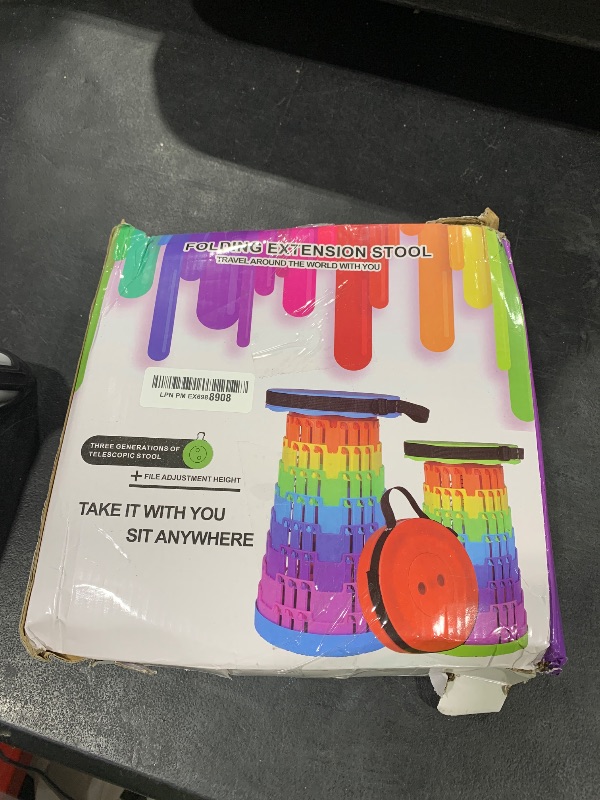 FOLDING EXTENSION STOOL
TRAVEL AROUND THE WORLD WITH YOU
LPN PM EX6998908
THREE GENERATIONS OF
TELESCOPIC STOOL
+ FILE ADJUSTMENT HEIGHT
TAKE IT WITH YOU
SIT ANYWHERE